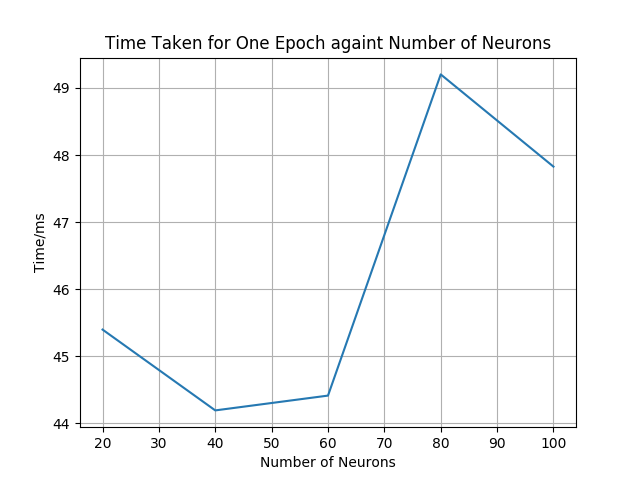 Time Taken for One Epoch againt Number of Neurons
49
48
47
46
45
44
Time/ms
20 30 40 50 60 70 80 90 100
Number of Neurons